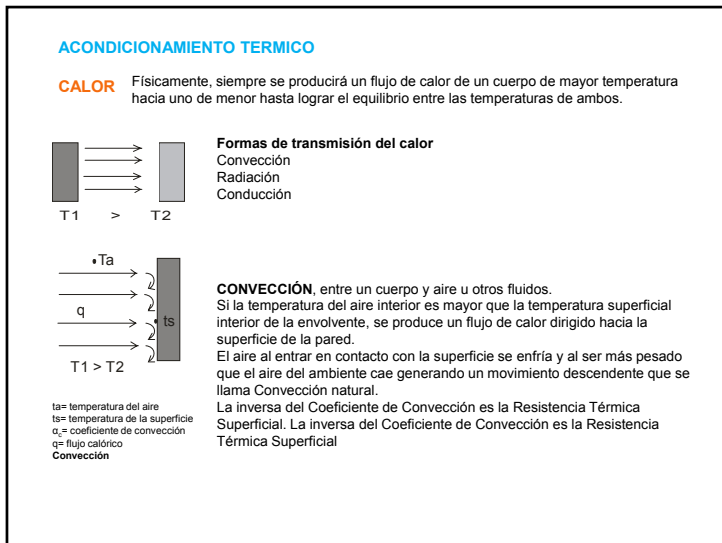 ACONDICIONAMIENTO TERMICO
CALOR
Físicamente, siempre se producirá un flujo de calor de un cuerpo de mayor temperatura
hacia uno de menor hasta lograr el equilibrio entre las temperaturas de ambos.
T1 > T2
Formas de transmisión del calor
Convección
Radiación
Conducción
Ta
q
ts
T1 > T2
ta= temperatura del aire
ts= temperatura de la superficie
αc= coeficiente de convección
q= flujo calórico
Convección
CONVECCIÓN, entre un cuerpo y aire u otros fluidos.
Si la temperatura del aire interior es mayor que la temperatura superficial
interior de la envolvente, se produce un flujo de calor dirigido hacia la
superficie de la pared.
El aire al entrar en contacto con la superficie se enfría y al ser más pesado
que el aire del ambiente cae generando un movimiento descendente que se
llama Convección natural.
La inversa del Coeficiente de Convección es la Resistencia Térmica
Superficial. La inversa del Coeficiente de Convección es la Resistencia
Térmica Superficial